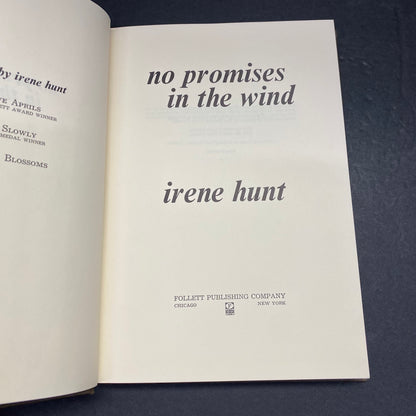 by irene hunt
E APRILS
ETT AWARD WINNER
SLOWLY
MEDAL WINNER
BLOSSOMS
no promises
in the wind
irene hunt
FOLLETT PUBLISHING COMPANY
CHICAGO NEW YORK